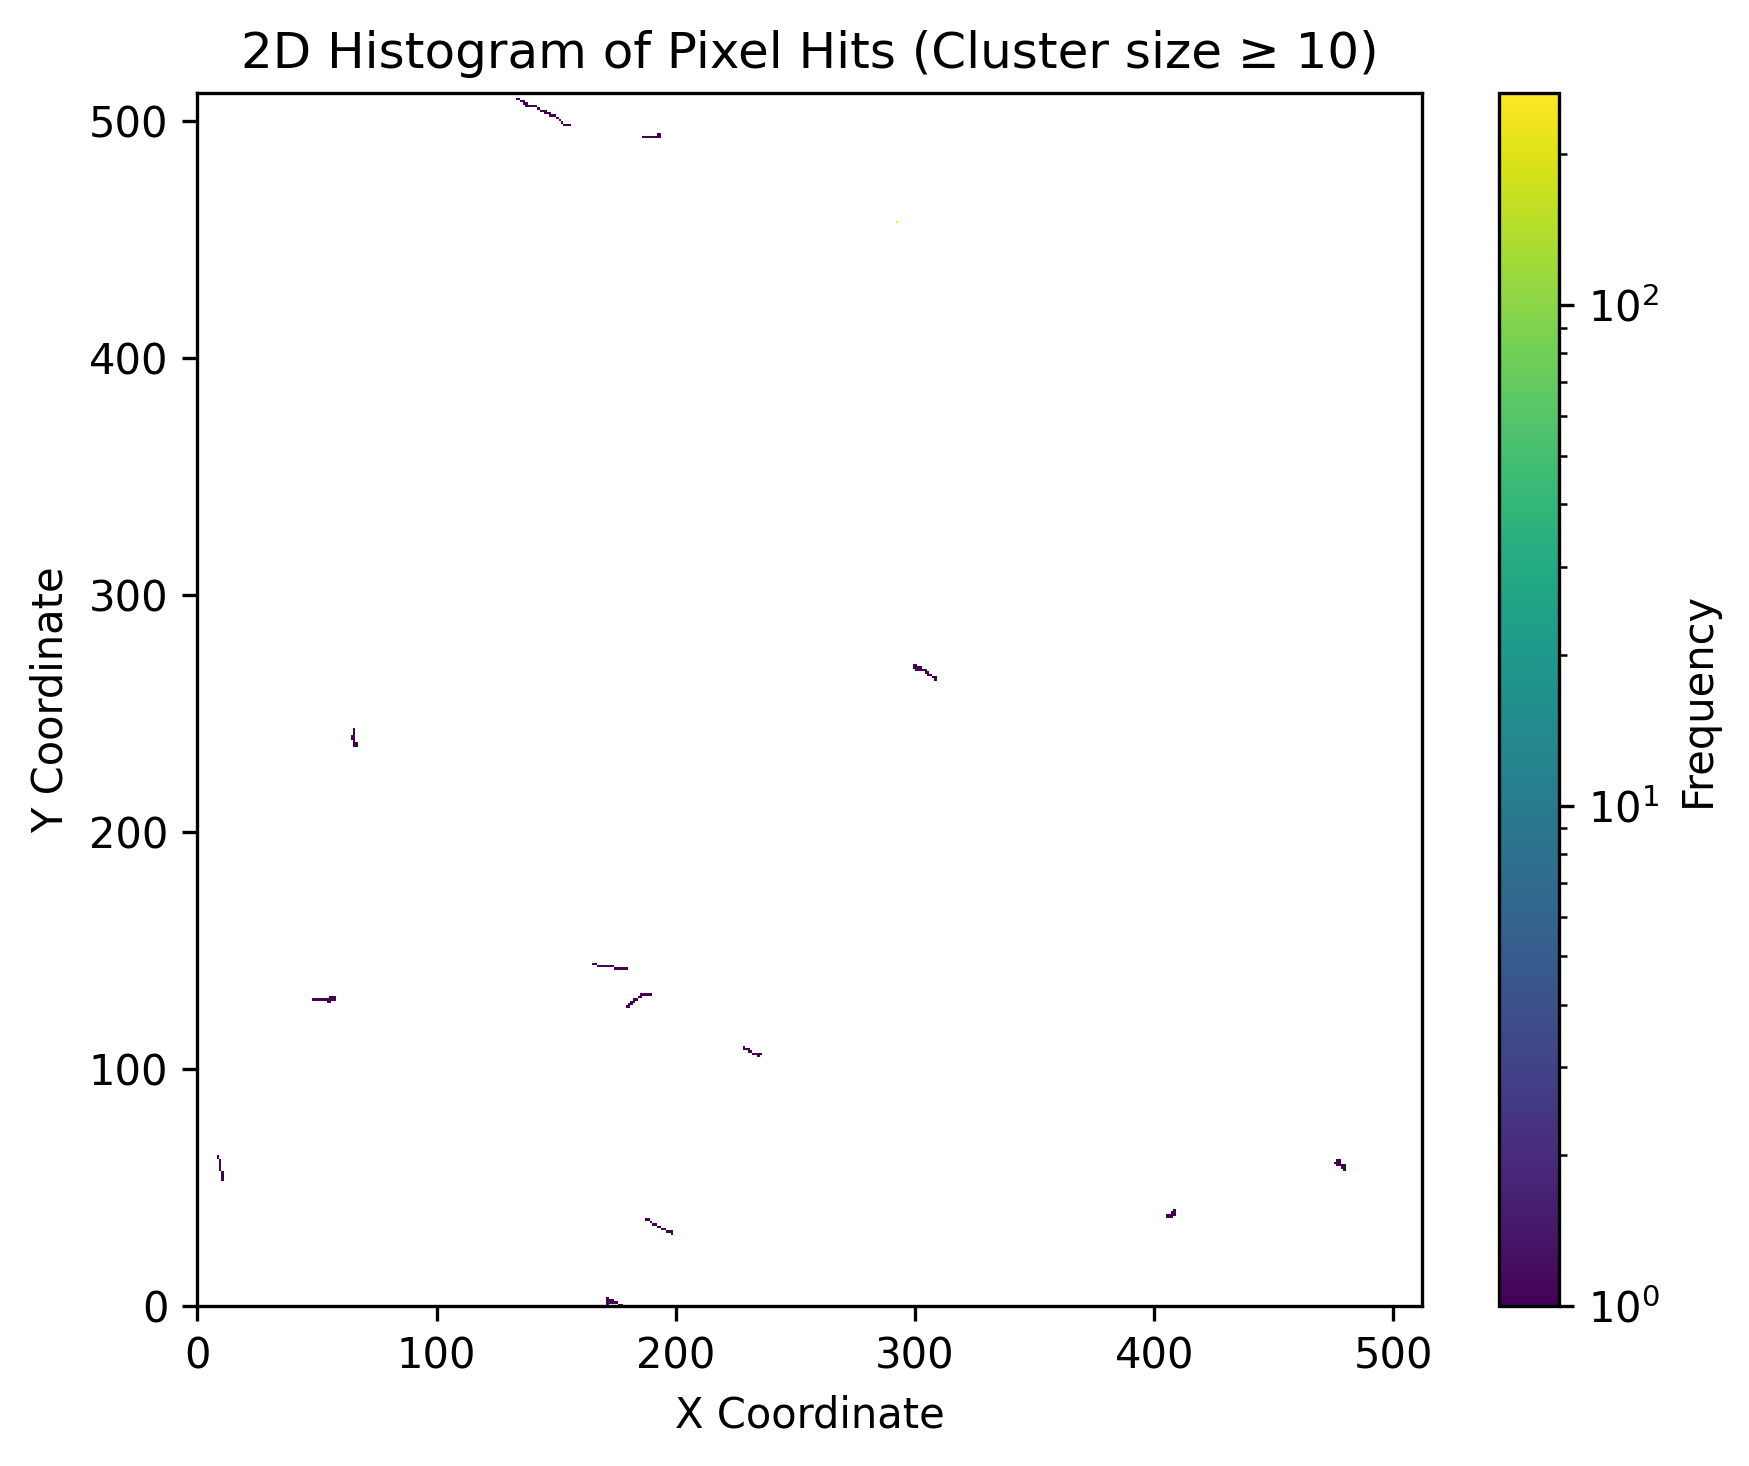 2D Histogram of Pixel Hits (Cluster size ≥ 10)
500
400
300
200
100
0
Y Coordinate
0 100 200 300 400 500
X Coordinate
10²
10¹
10⁰
Frequency